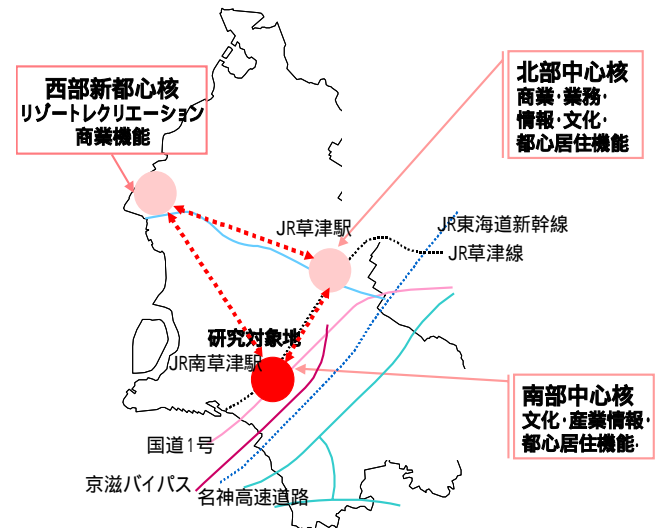 西部新都心核
リゾートレクリエーション
商業機能
北部中心核
商業・業務・
情報・文化・
都心居住機能
JR草津駅
JR東海道新幹線
JR草津線
研究対象地
JR南草津駅
南部中心核
文化・産業情報・
都心居住機能・
国道1号
京滋バイパス
名神高速道路